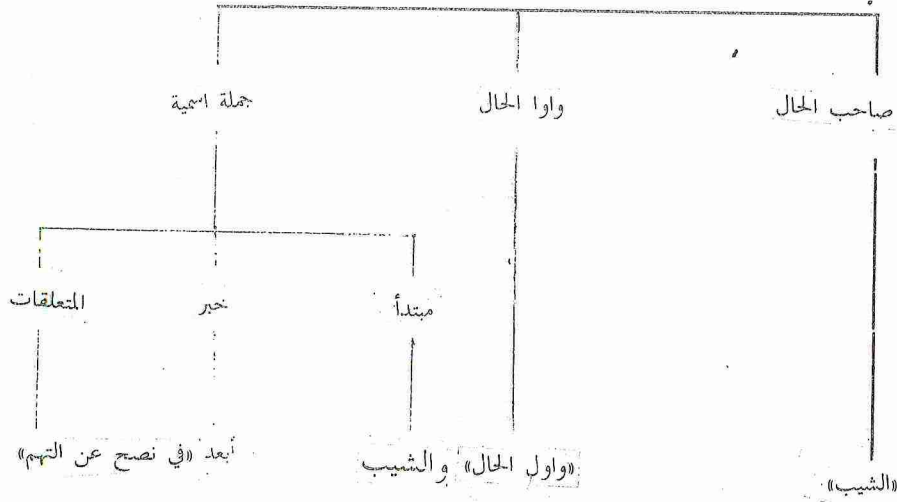 صاحب الحال
واوا الحال
جملة اسمية
مبتدأ
خبر
المتعلقات
«الشيب»
«واول الحال» والشيب
أبعد «في نصح عن التهم»